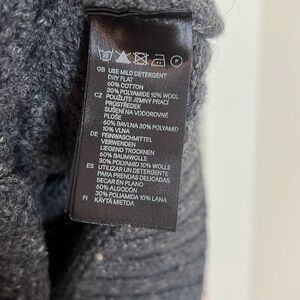 GB USE MILD DETERGENT
DRY FLAT
60% COTTON
30% POLYAMIDE 10% WOOL
CZ POUŽIJTE JEMNÝ PRACÍ
PROSTŘEDEK
SUŠENÍ NA VODOROVNÉ
PLOŠE
60% BAVLNA 30% POLYAMID
10% VLNA
DE FEINWASCHMITTEL
VERWENDEN
LIEGEND TROCKNEN
60% BAUMWOLLE
30% POLYAMID 10% WOLLE
ES UTILIZAR UN DETERGENTE
PARA PRENDAS DELICADAS
SECAR EN PLANO
60% ALGODÓN
30% POLIAMIDA 10% LANA
FI KÄYTÄ MIETOA